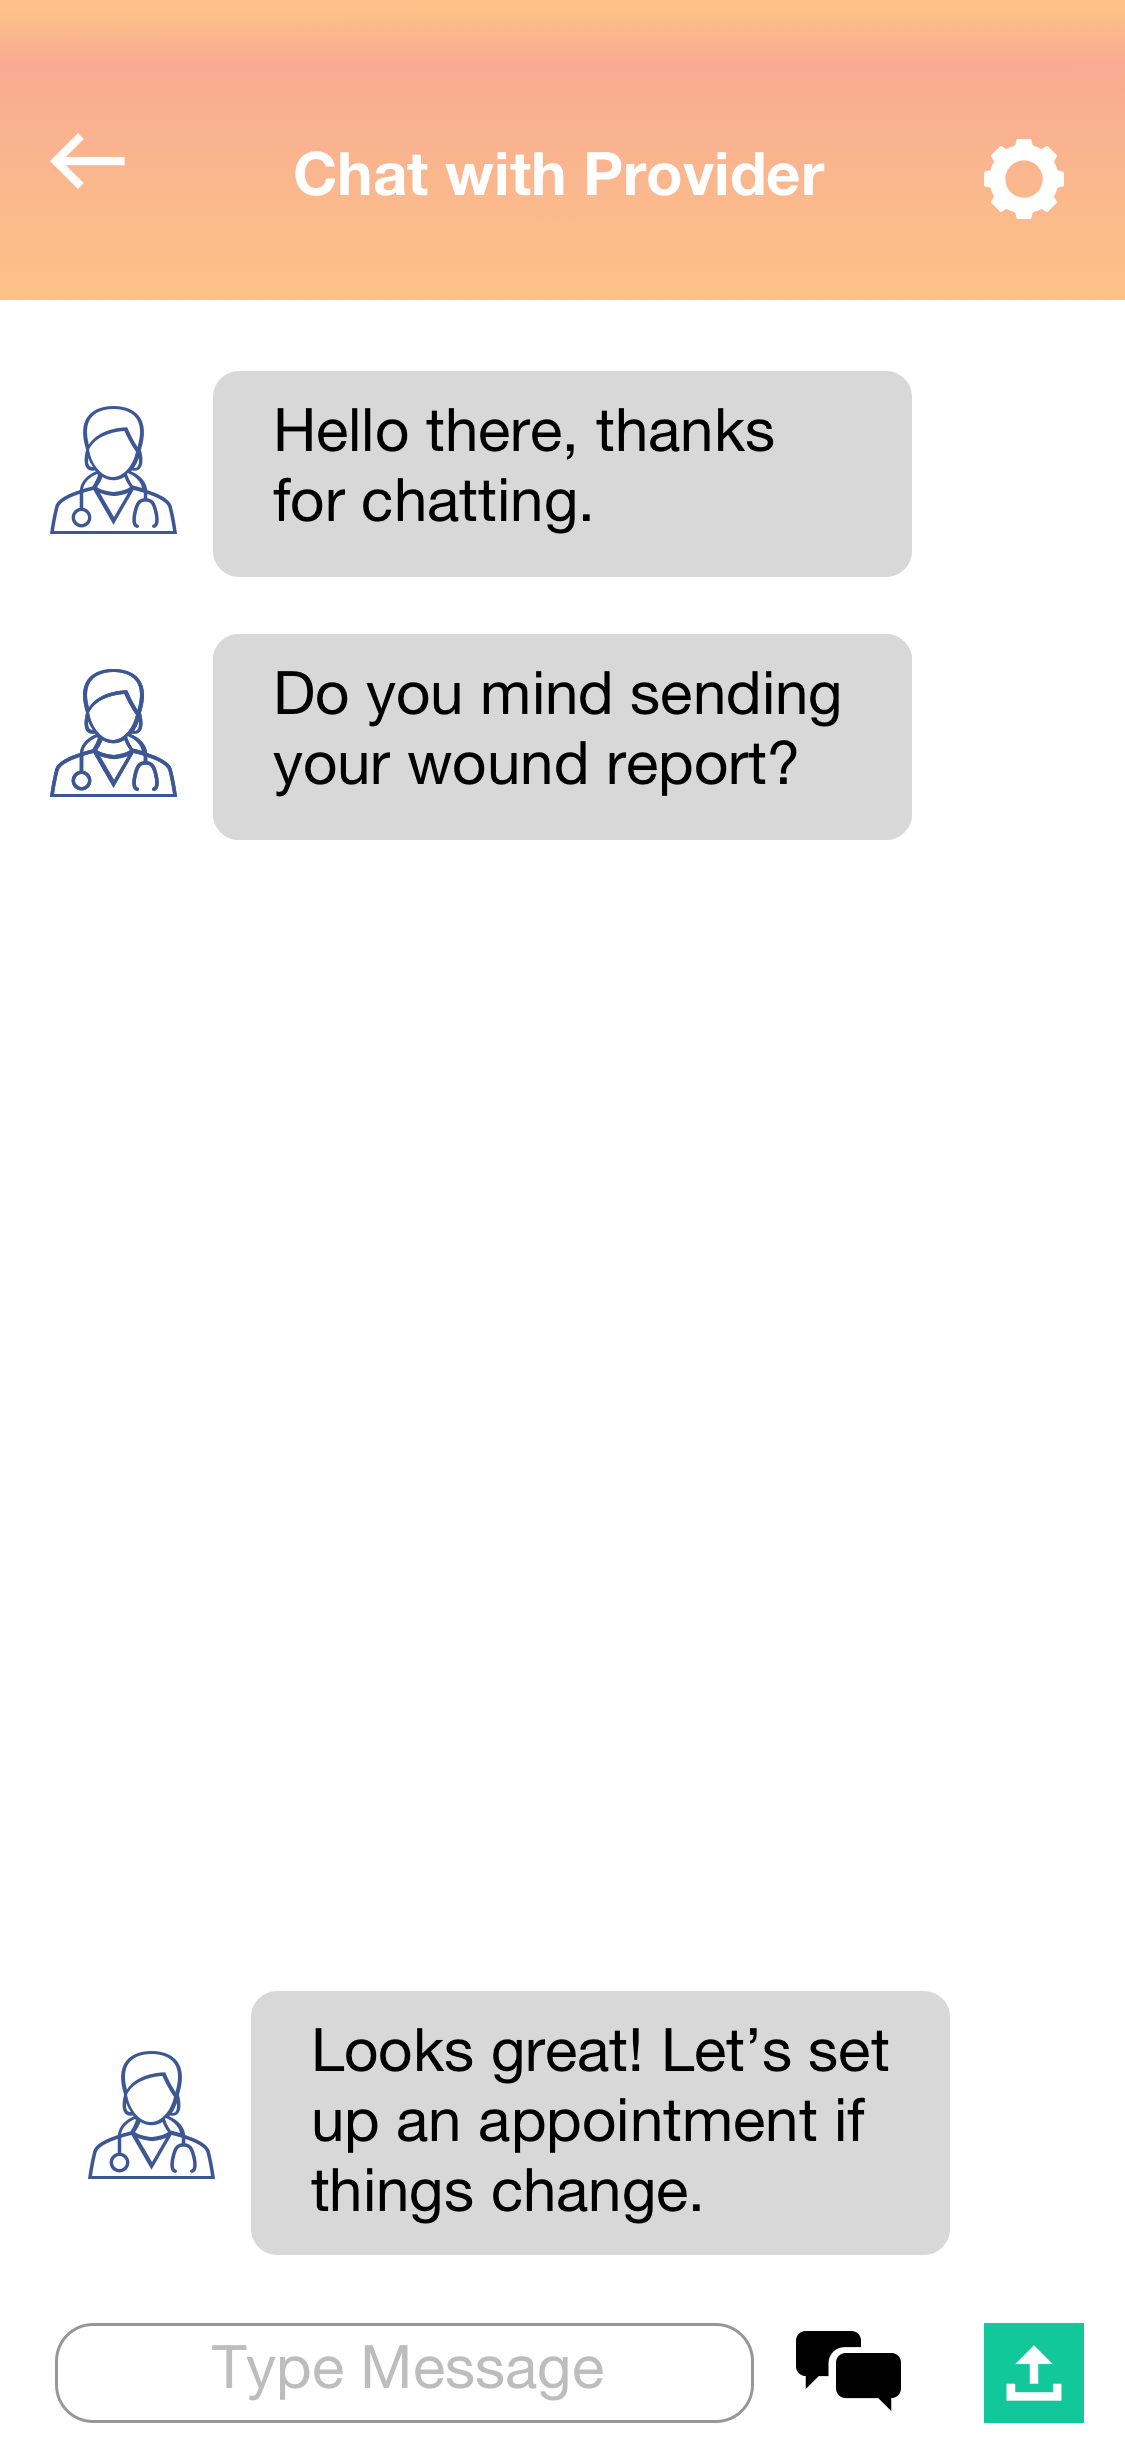 Chat with Provider
Hello there, thanks
for chatting.
Do you mind sending
your wound report?
Looks great! Let’s set
up an appointment if
things change.
Type Message